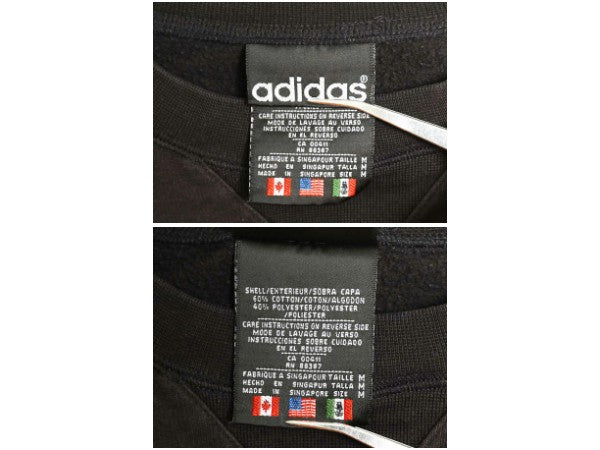 adidas®
CARE INSTRUCTIONS ON REVERSE SIDE
MODE DE LAVAGE AU VERSO
INSTRUCCIONES SOBRE CUIDADO
EN EL REVERSO
CA 00611
RN 88387
FABRIQUE A SINGAPOUR TAILLE M
HECHO EN SINGAPUR TALLA M
MADE IN SINGAPORE SIZE M
SHELL/EXTERIEUR/SOBRA CAPA
60% COTTON/COTON/ALGODON
40% POLYESTER/POLYESTER
/POLIESTER
CARE INSTRUCTIONS ON REVERSE SIDE
MODE DE LAVAGE AU VERSO
INSTRUCCIONES SOBRE CUIDADO
EN EL REVERSO
CA 00611
RN 88387
FABRIQUE A SINGAPOUR TAILLE M
HECHO EN SINGAPUR TALLA M
MADE IN SINGAPORE SIZE M